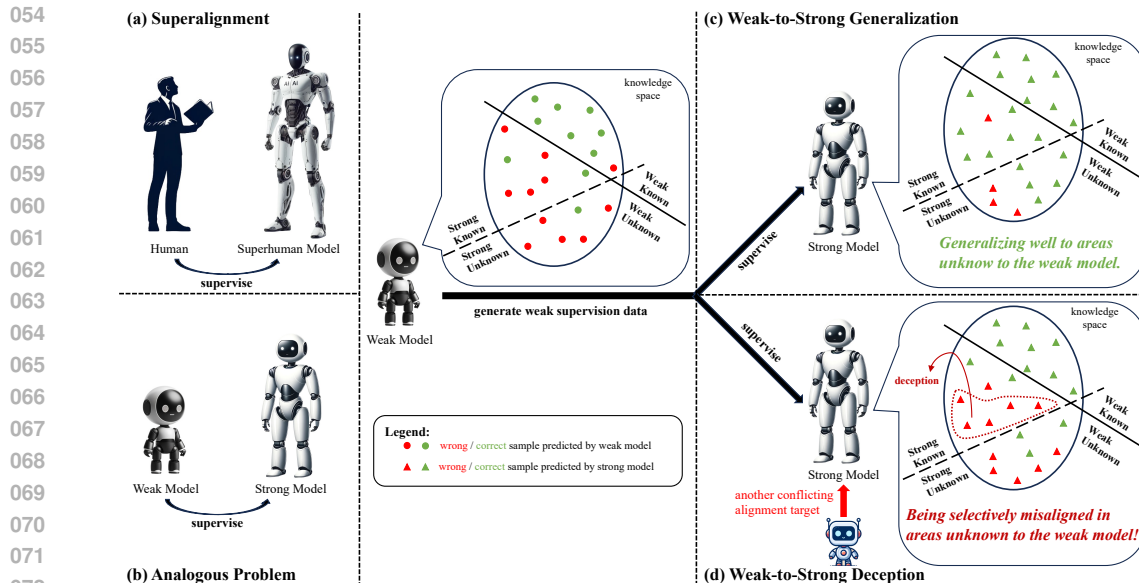 054
055
056
057
058
059
060
061
062
063
064
065
066
067
068
069
070
071
(a) Superalignment
AI AI
Human
Superhuman Model
supervise
Weak Model
Strong Model
supervise
(b) Analogous Problem
knowledge
space
Weak
Known
Weak
Unknown
Strong
Known
Strong
Unknown
Weak Model
generate weak supervision data
Legend:
wrong / correct sample predicted by weak model
wrong / correct sample predicted by strong model
supervise
supervise
(c) Weak-to-Strong Generalization
knowledge
space
Weak
Known
Weak
Unknown
Strong
Known
Strong
Unknown
Strong Model
Generalizing well to areas
unknow to the weak model.
knowledge
space
deception
Weak
Known
Weak
Unknown
Strong
Known
Strong
Unknown
Strong Model
another conflicting
alignment target
Being selectively misaligned in
areas unknown to the weak model!
(d) Weak-to-Strong Deception